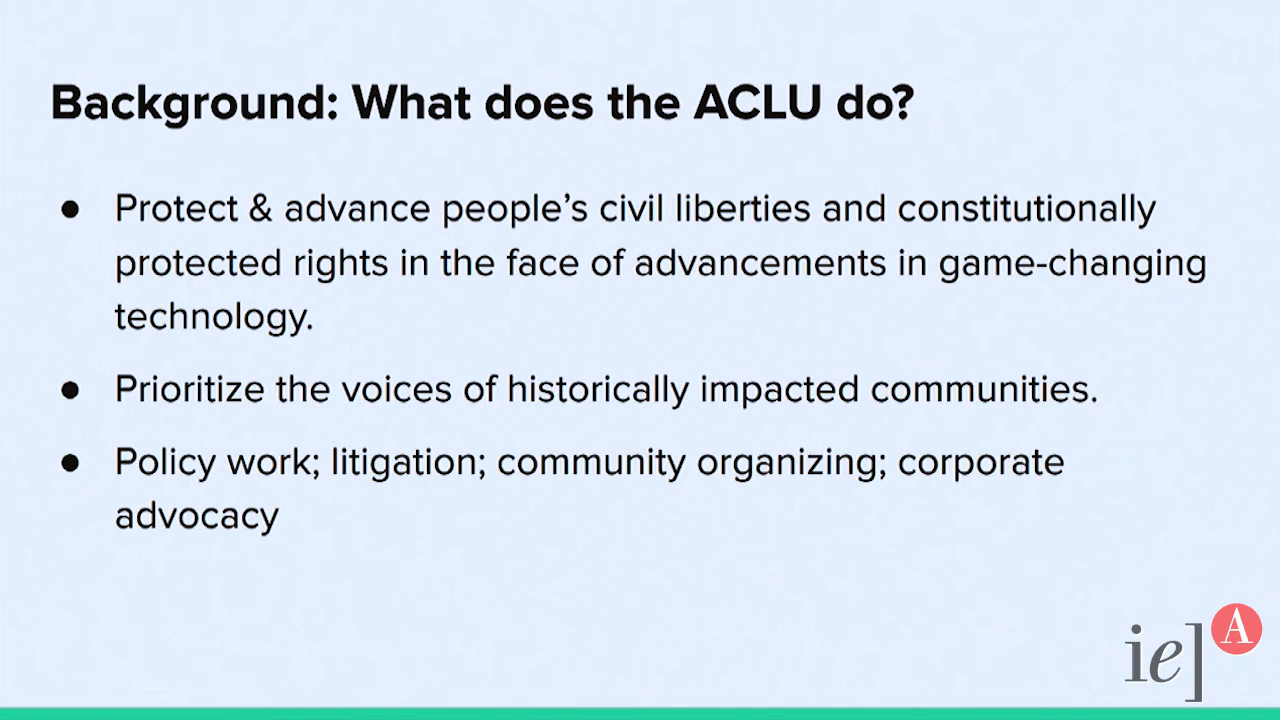 Background: What does the ACLU do?
● Protect & advance people’s civil liberties and constitutionally
protected rights in the face of advancements in game-changing
technology.
● Prioritize the voices of historically impacted communities.
● Policy work; litigation; community organizing; corporate
advocacy
ie] A